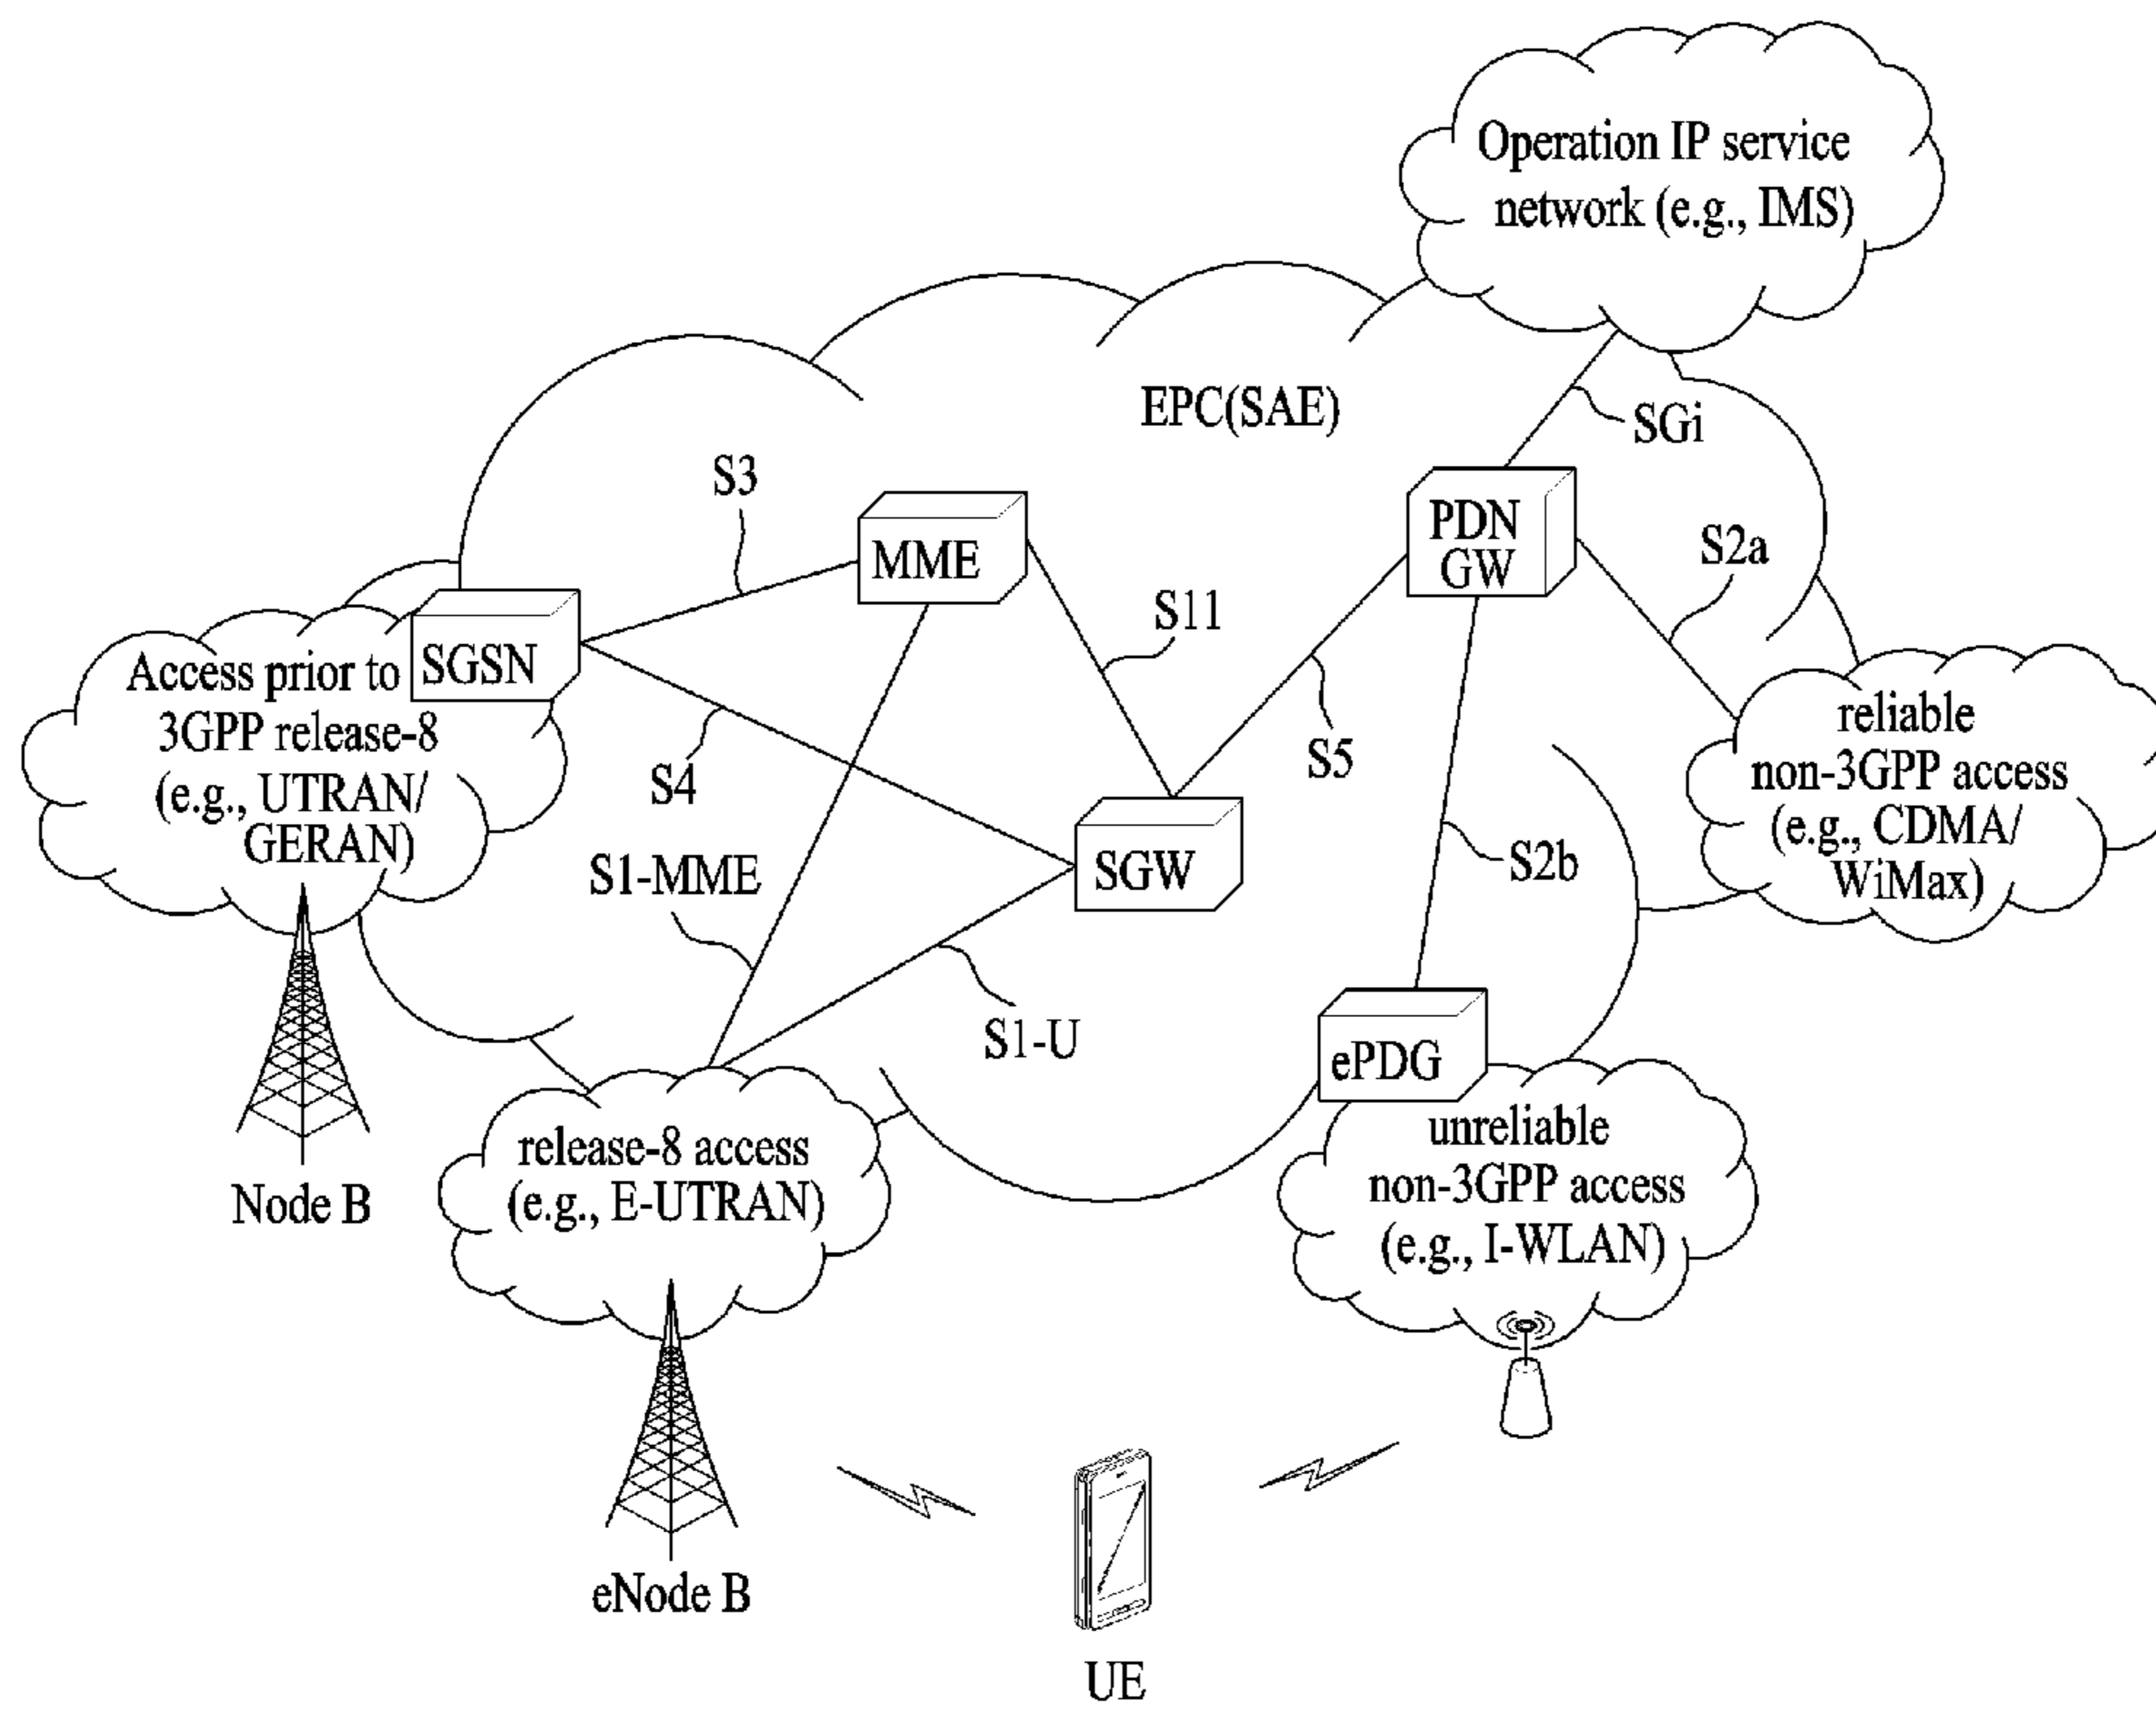 Operation IP service
network (e.g., IMS)
EPC(SAE)
SGi
S3
MME
PDN
GW
S2a
S11
SGSN
Access prior to
3GPP release-8
(e.g., UTRAN/
GERAN)
S4
S5
reliable
non-3GPP access
(e.g., CDMA/
WiMax)
S1-MME
SGW
S2b
S1-U
ePDG
Node B
release-8 access
(e.g., E-UTRAN)
unreliable
non-3GPP access
(e.g., I-WLAN)
eNode B
UE